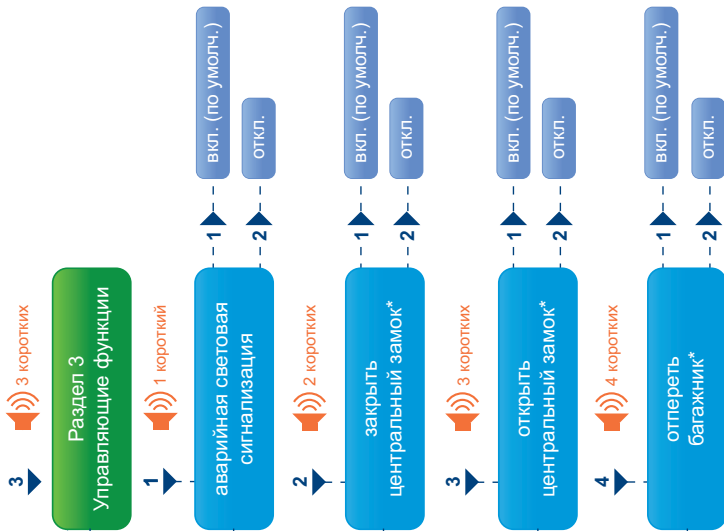 3
3 коротких
Раздел 3
Управляющие функции
1
1 короткий
аварийная световая
сигнализация
1
вкл. (по умолч.)
2
откл.
2
2 коротких
закрыть
центральный замок*
1
вкл. (по умолч.)
2
откл.
3
3 коротких
открыть
центральный замок*
1
вкл. (по умолч.)
2
откл.
4
4 коротких
отпереть
багажник*
1
вкл. (по умолч.)
2
откл.